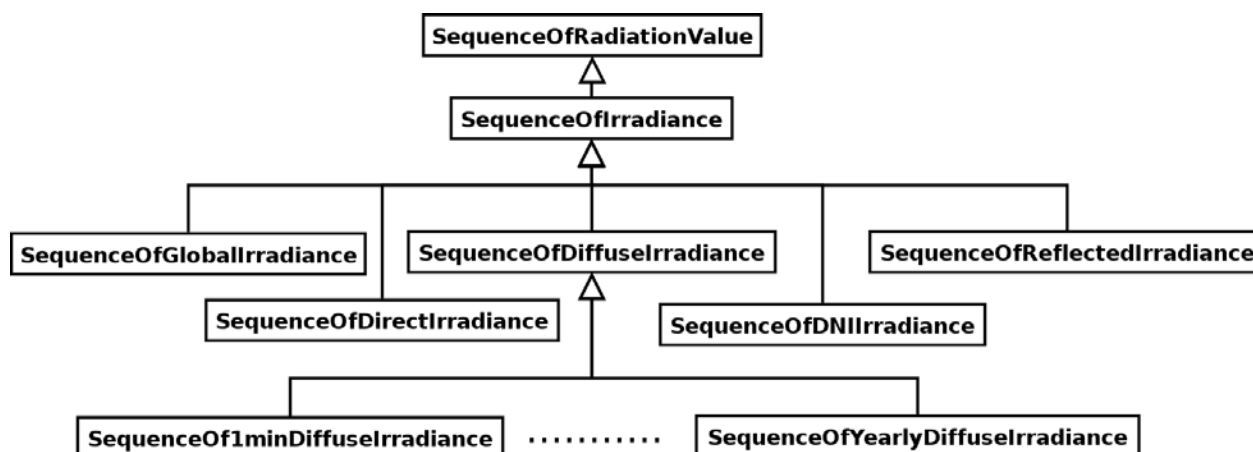 SequenceOfRadiationValue
SequenceOfIrradiance
SequenceOfGlobalIrradiance
SequenceOfDiffuseIrradiance
SequenceOfReflectedIrradiance
SequenceOfDirectIrradiance
SequenceOfDNIIrradiance
SequenceOf1minDiffuseIrradiance
SequenceOfYearlyDiffuseIrradiance